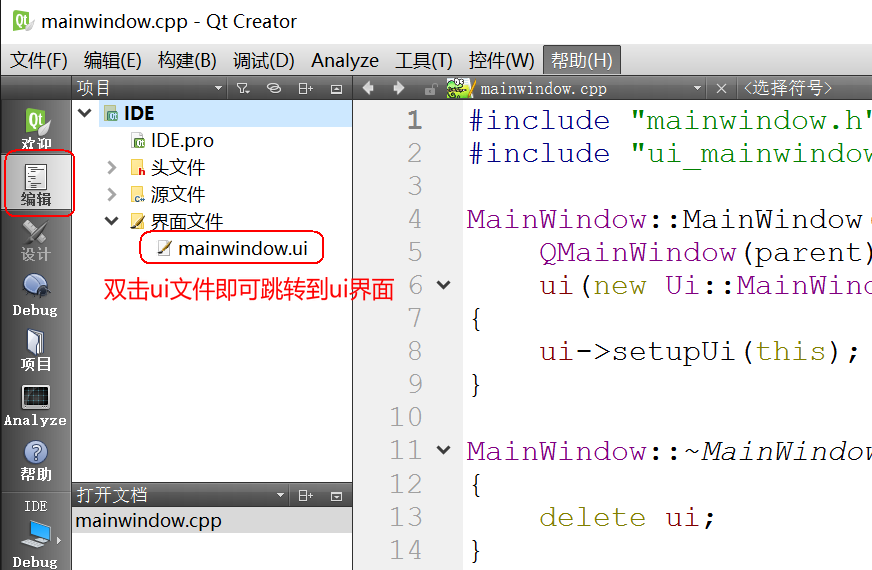 mainwindow.cpp - Qt Creator
文件(F) 编辑(E) 构建(B) 调试(D) Analyze 工具(T) 控件(W) 帮助(H)
项目
mainwindow.cpp
<选择符号>
欢迎
编辑
设计
Debug
项目
Analyze
帮助
IDE
Debug
IDE
IDE.pro
头文件
源文件
界面文件
mainwindow.ui
双击ui文件即可跳转到ui界面
打开文档
mainwindow.cpp
1 #include "mainwindow.h"
2 #include "ui_mainwindow
3
4 MainWindow::MainWindow(
5 QMainWindow(parent)
6 ui(new Ui::MainWind
7 {
8 ui->setupUi(this);
9 }
10
11 MainWindow::~MainWindow
12 {
13 delete ui;
14 }